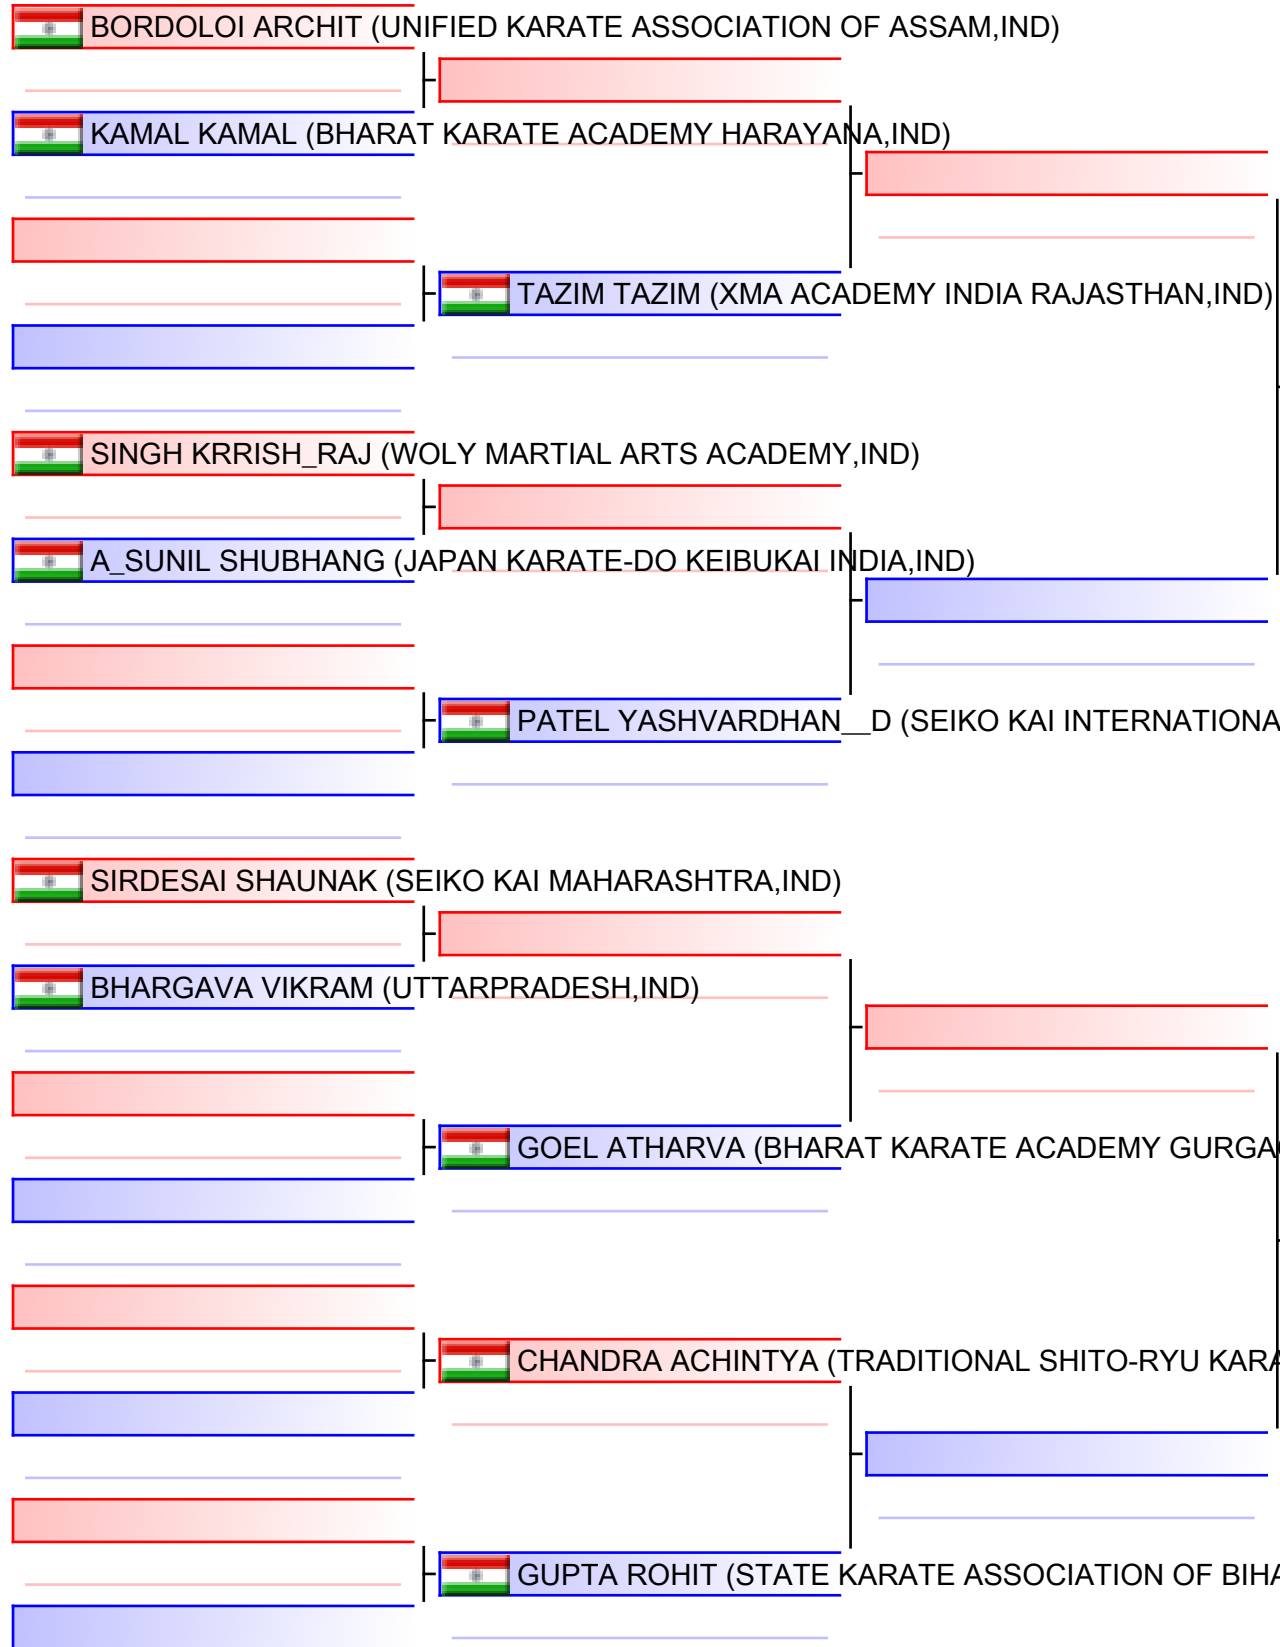 BORDOLOI ARCHIT (UNIFIED KARATE ASSOCIATION OF ASSAM,IND)
KAMAL KAMAL (BHARAT KARATE ACADEMY HARAYANA,IND)
TAZIM TAZIM (XMA ACADEMY INDIA RAJASTHAN,IND)
SINGH KRRISH_RAJ (WOLY MARTIAL ARTS ACADEMY,IND)
A_SUNIL SHUBHANG (JAPAN KARATE-DO KEIBUKAI INDIA,IND)
PATEL YASHVARDHAN__D (SEIKO KAI INTERNATIONA
SIRDESAI SHAUNAK (SEIKO KAI MAHARASHTRA,IND)
BHARGAVA VIKRAM (UTTARPRADESH,IND)
GOEL ATHARVA (BHARAT KARATE ACADEMY GURGAO
CHANDRA ACHINTYA (TRADITIONAL SHITO-RYU KARA
GUPTA ROHIT (STATE KARATE ASSOCIATION OF BIHA